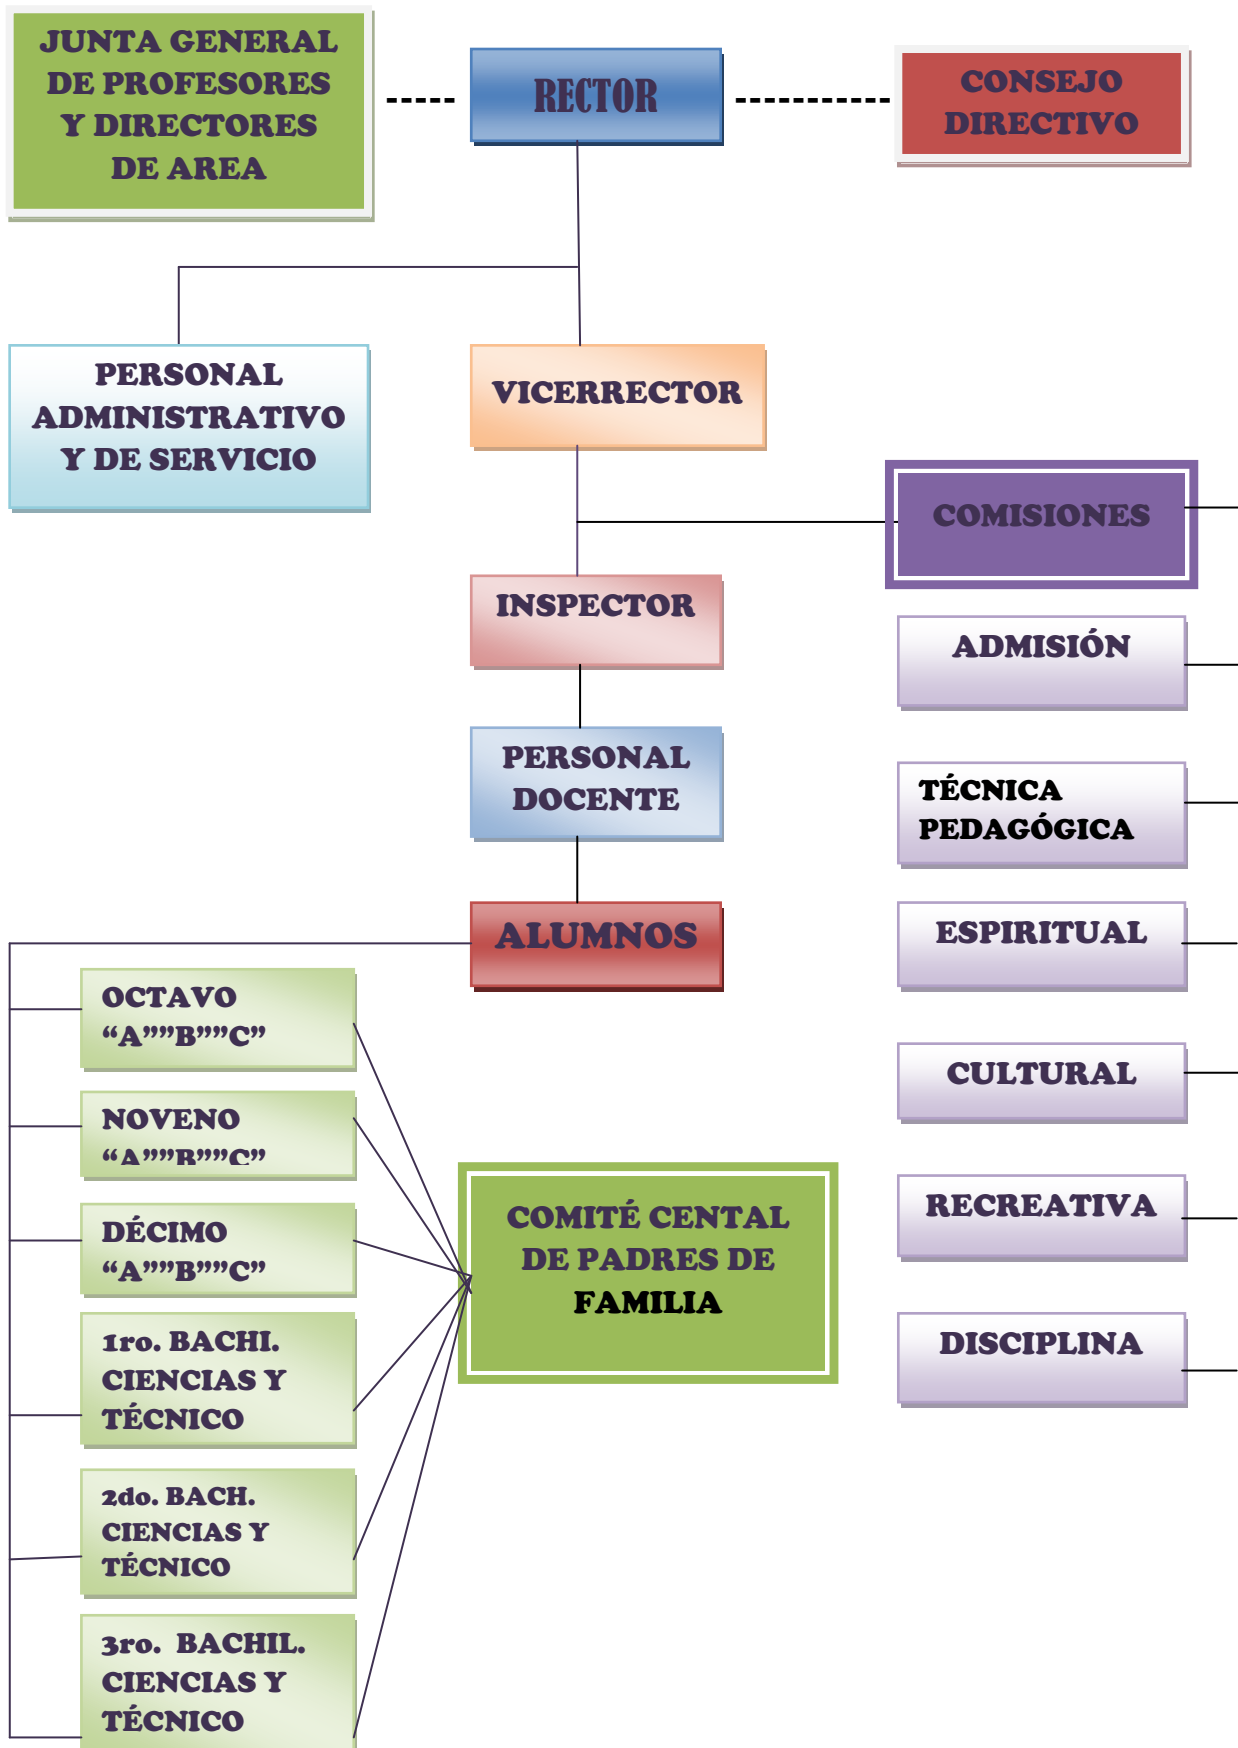 JUNTA GENERAL
DE PROFESORES
Y DIRECTORES
DE AREA
RECTOR
CONSEJO
DIRECTIVO
PERSONAL
ADMINISTRATIVO
Y DE SERVICIO
VICERRECTOR
COMISIONES
INSPECTOR
ADMISIÓN
PERSONAL
DOCENTE
TÉCNICA
PEDAGÓGICA
ALUMNOS
ESPIRITUAL
OCTAVO
“A””B””C”
CULTURAL
NOVENO
“A””B””C”
RECREATIVA
DÉCIMO
“A””B””C”
COMITÉ CENTAL
DE PADRES DE
FAMILIA
1ro. BACHI.
CIENCIAS Y
TÉCNICO
DISCIPLINA
2do. BACH.
CIENCIAS Y
TÉCNICO
3ro. BACHIL.
CIENCIAS Y
TÉCNICO